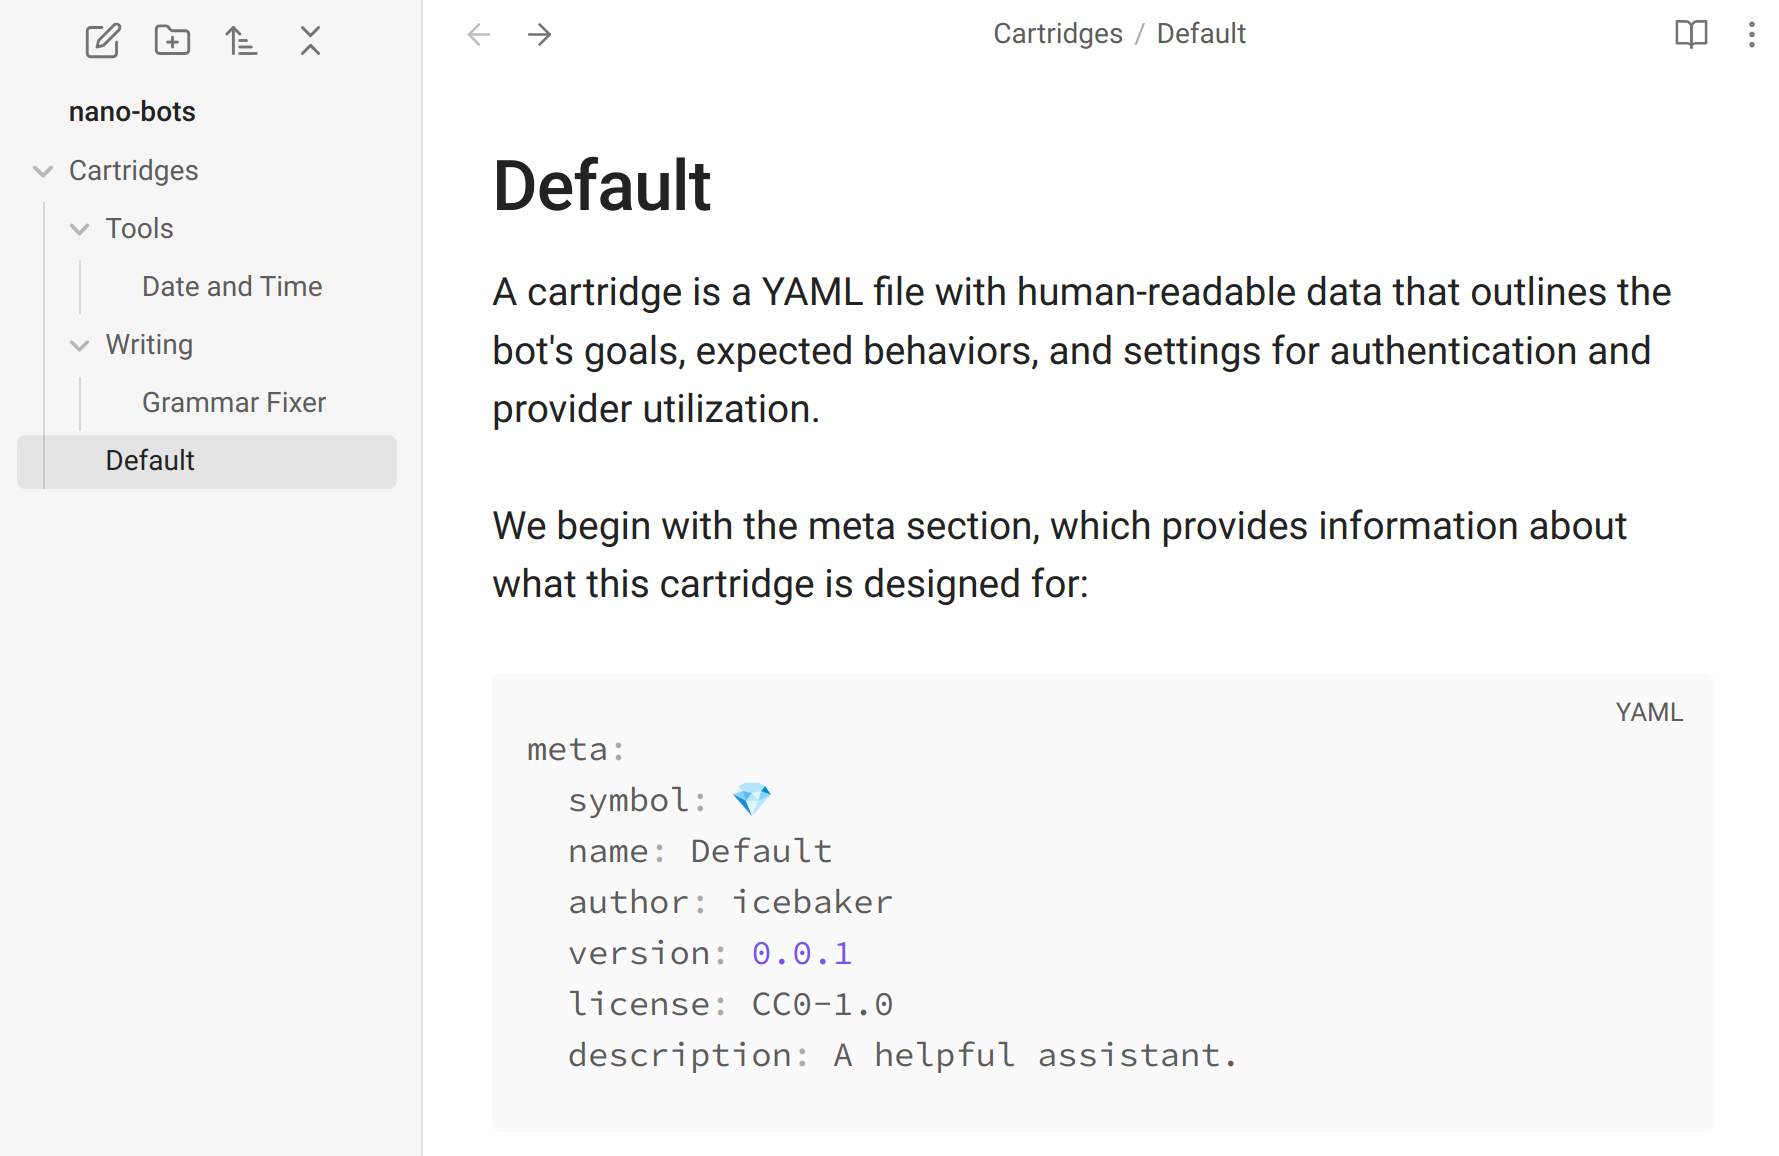 nano-bots
Cartridges
Tools
Date and Time
Writing
Grammar Fixer
Default
Cartridges / Default
Default
A cartridge is a YAML file with human-readable data that outlines the
bot's goals, expected behaviors, and settings for authentication and
provider utilization.
We begin with the meta section, which provides information about
what this cartridge is designed for:
YAML
meta:
  symbol: 💎
  name: Default
  author: icebaker
  version: 0.0.1
  license: CC0-1.0
  description: A helpful assistant.